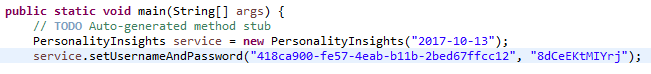 public static void main(String[] args) {
// TODO Auto-generated method stub
PersonalityInsights service = new PersonalityInsights("2017-10-13");
service.setUsernameAndPassword("418ca900-fe57-4eab-b11b-2bed67ffcc12", "8dCeEKtMIYrj");